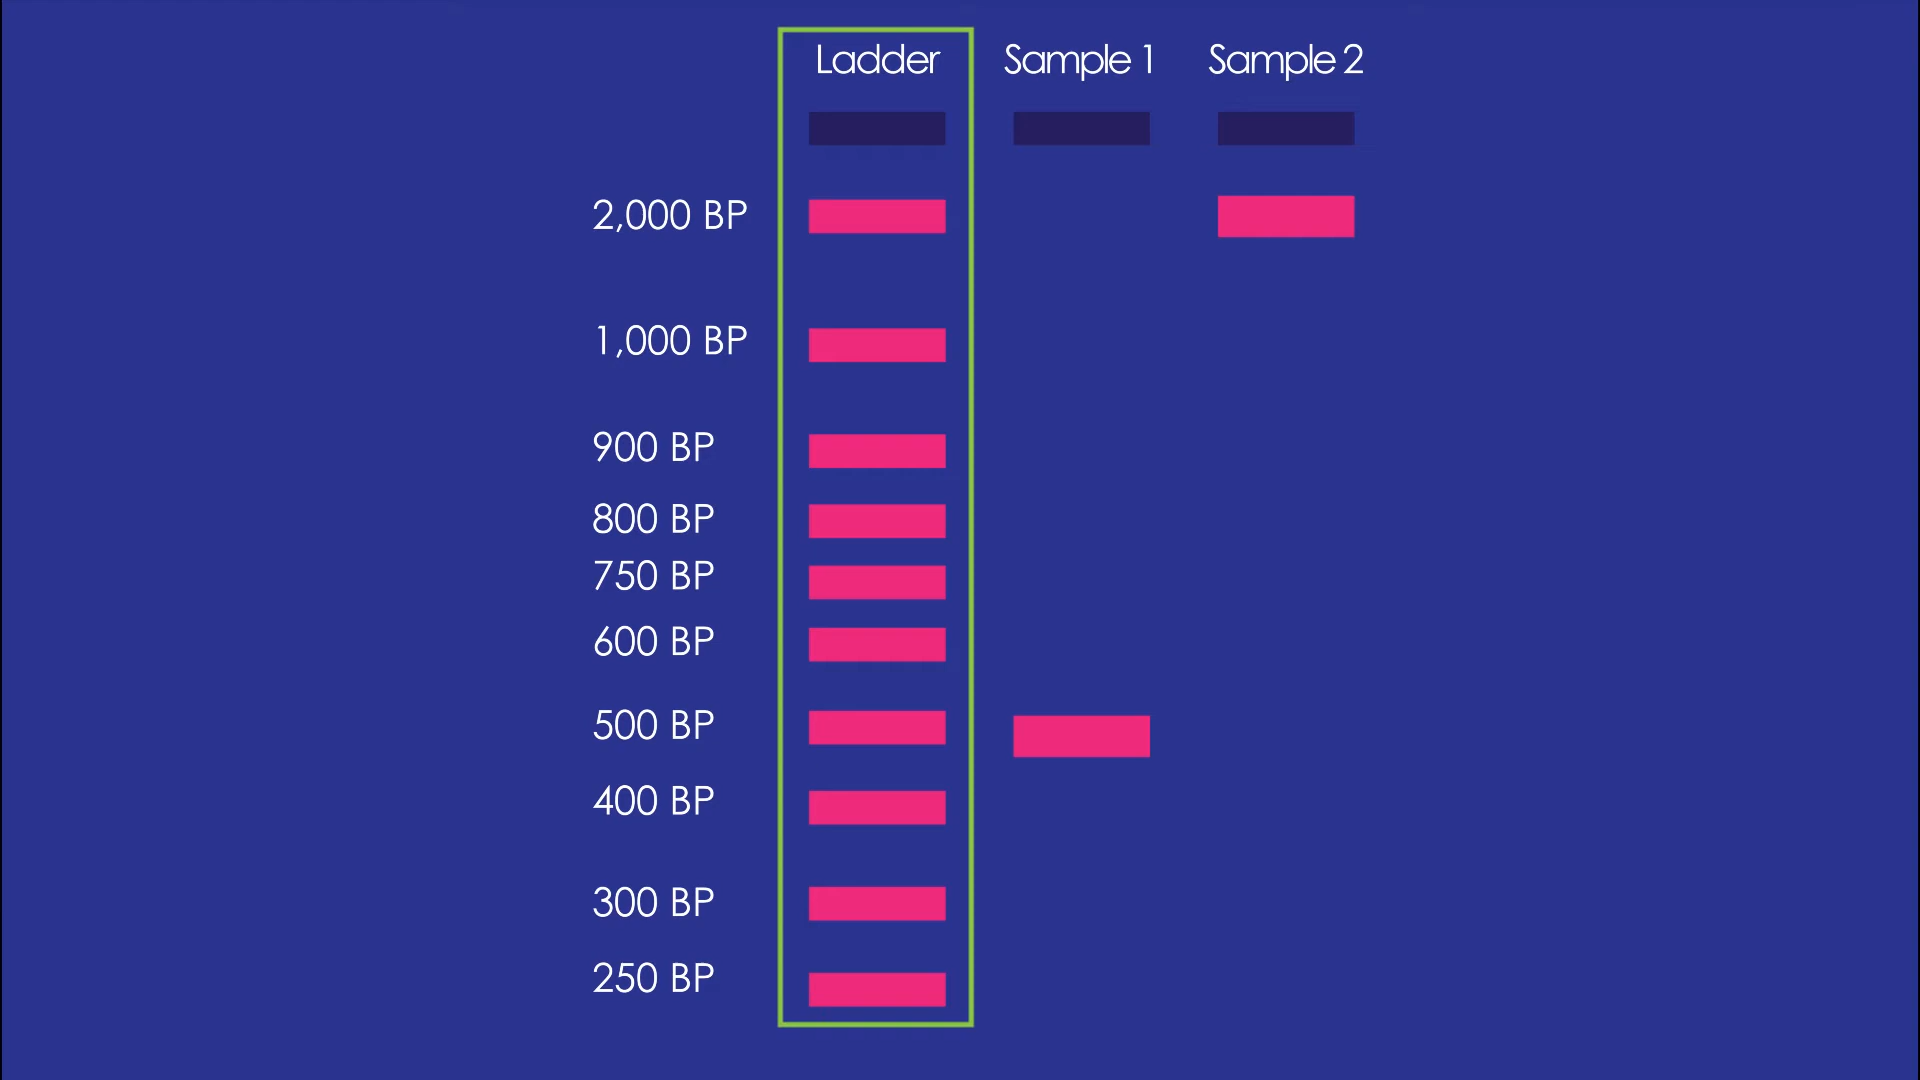 Ladder Sample 1 Sample 2
2,000 BP
1,000 BP
900 BP
800 BP
750 BP
600 BP
500 BP
400 BP
300 BP
250 BP